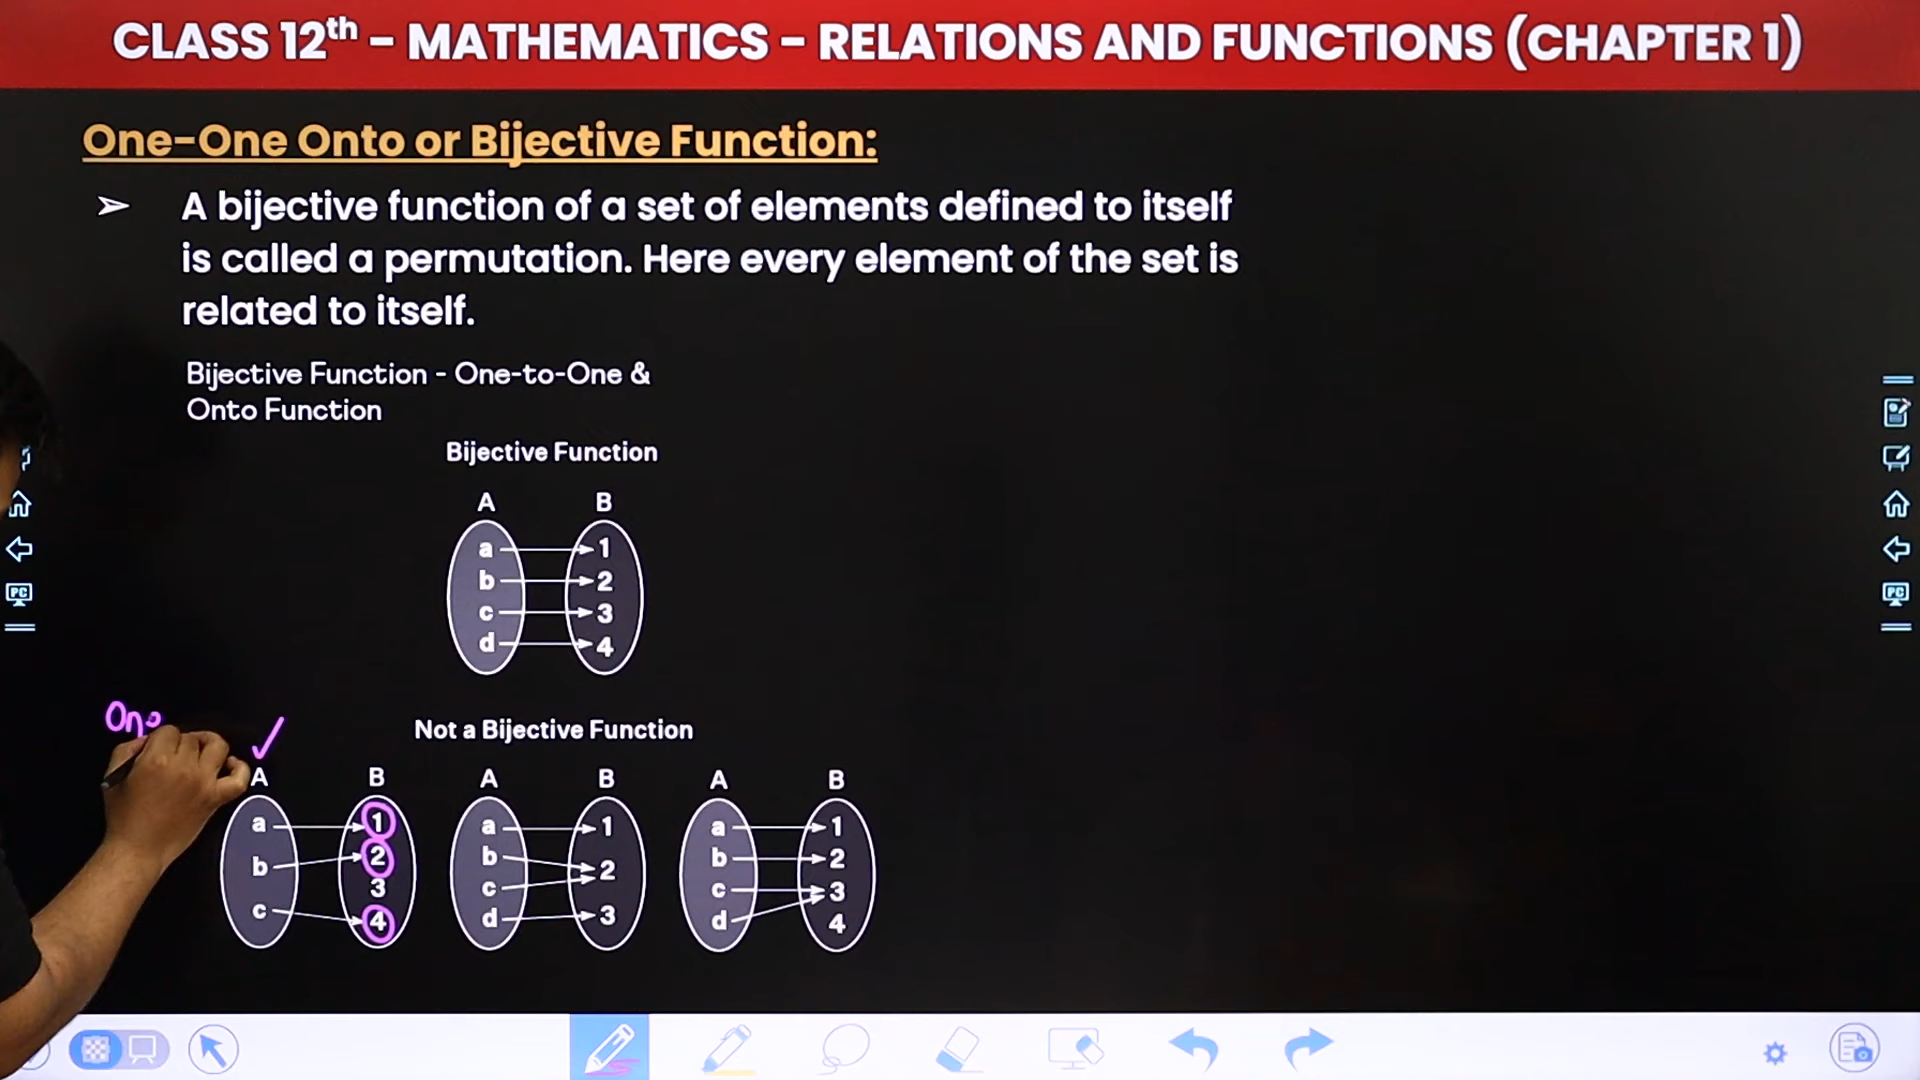 CLASS 12th - MATHEMATICS - RELATIONS AND FUNCTIONS (CHAPTER 1)
One-One Onto or Bijective Function:
➢ A bijective function of a set of elements defined to itself
is called a permutation. Here every element of the set is
related to itself.
Bijective Function - One-to-One &
Onto Function
Bijective Function
A B
a 1
b 2
c 3
d 4
One
Not a Bijective Function
A B A B A B
a 1 a 1 a 1
b 2 b 2 b 2
3 c c 3
c 4 d 3 d 4
PC
PC